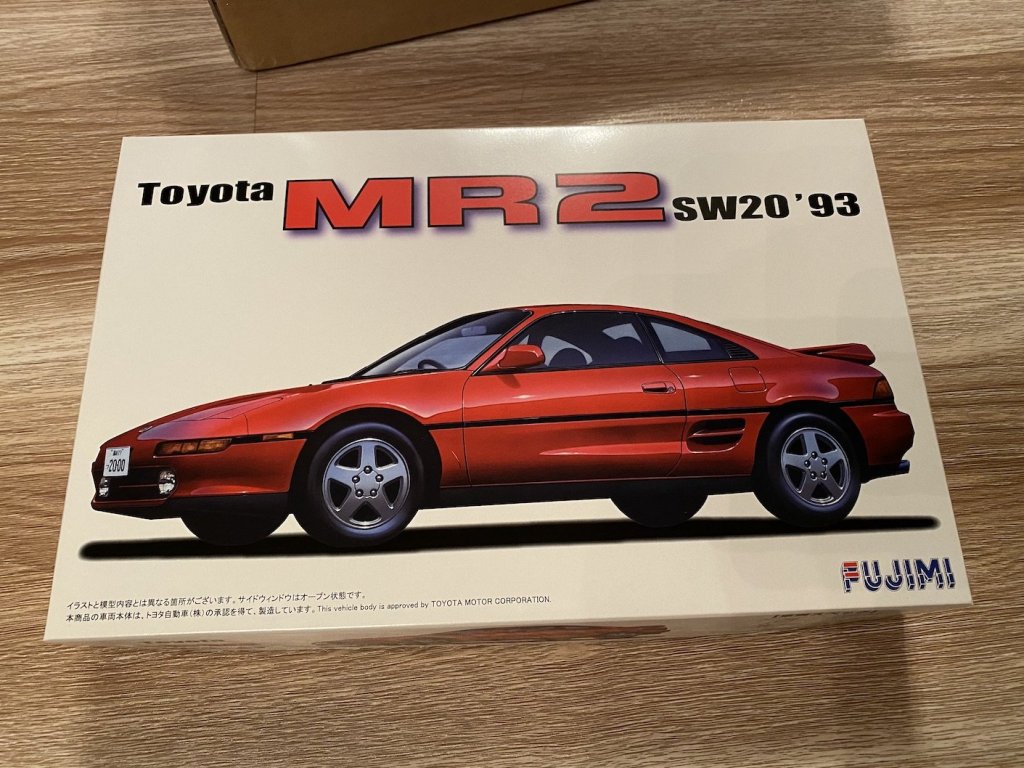 Toyota MR2 SW20 '93
20-00
FUJIMI
イラストと模型内容とは異なる箇所がございます。サイドウィンドウはオープン状態です。
本商品の車両本体は、トヨタ自動車(株)の承認を得て、製造しています。This vehicle body is approved by TOYOTA MOTOR CORPORATION.